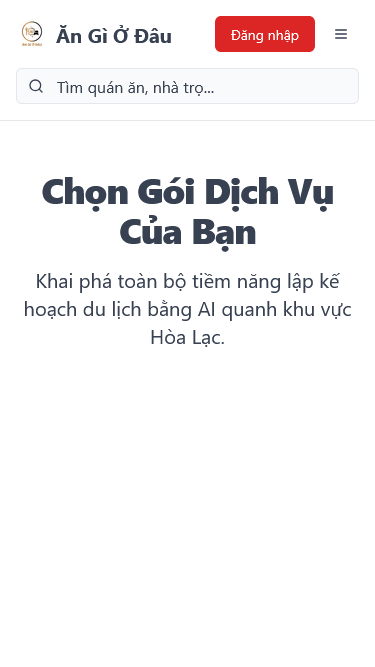 Ăn Gì Ở Đâu
Đăng nhập
Tìm quán ăn, nhà trọ...
Chọn Gói Dịch Vụ
Của Bạn
Khai phá toàn bộ tiềm năng lập kế
hoạch du lịch bằng AI quanh khu vực
Hòa Lạc.